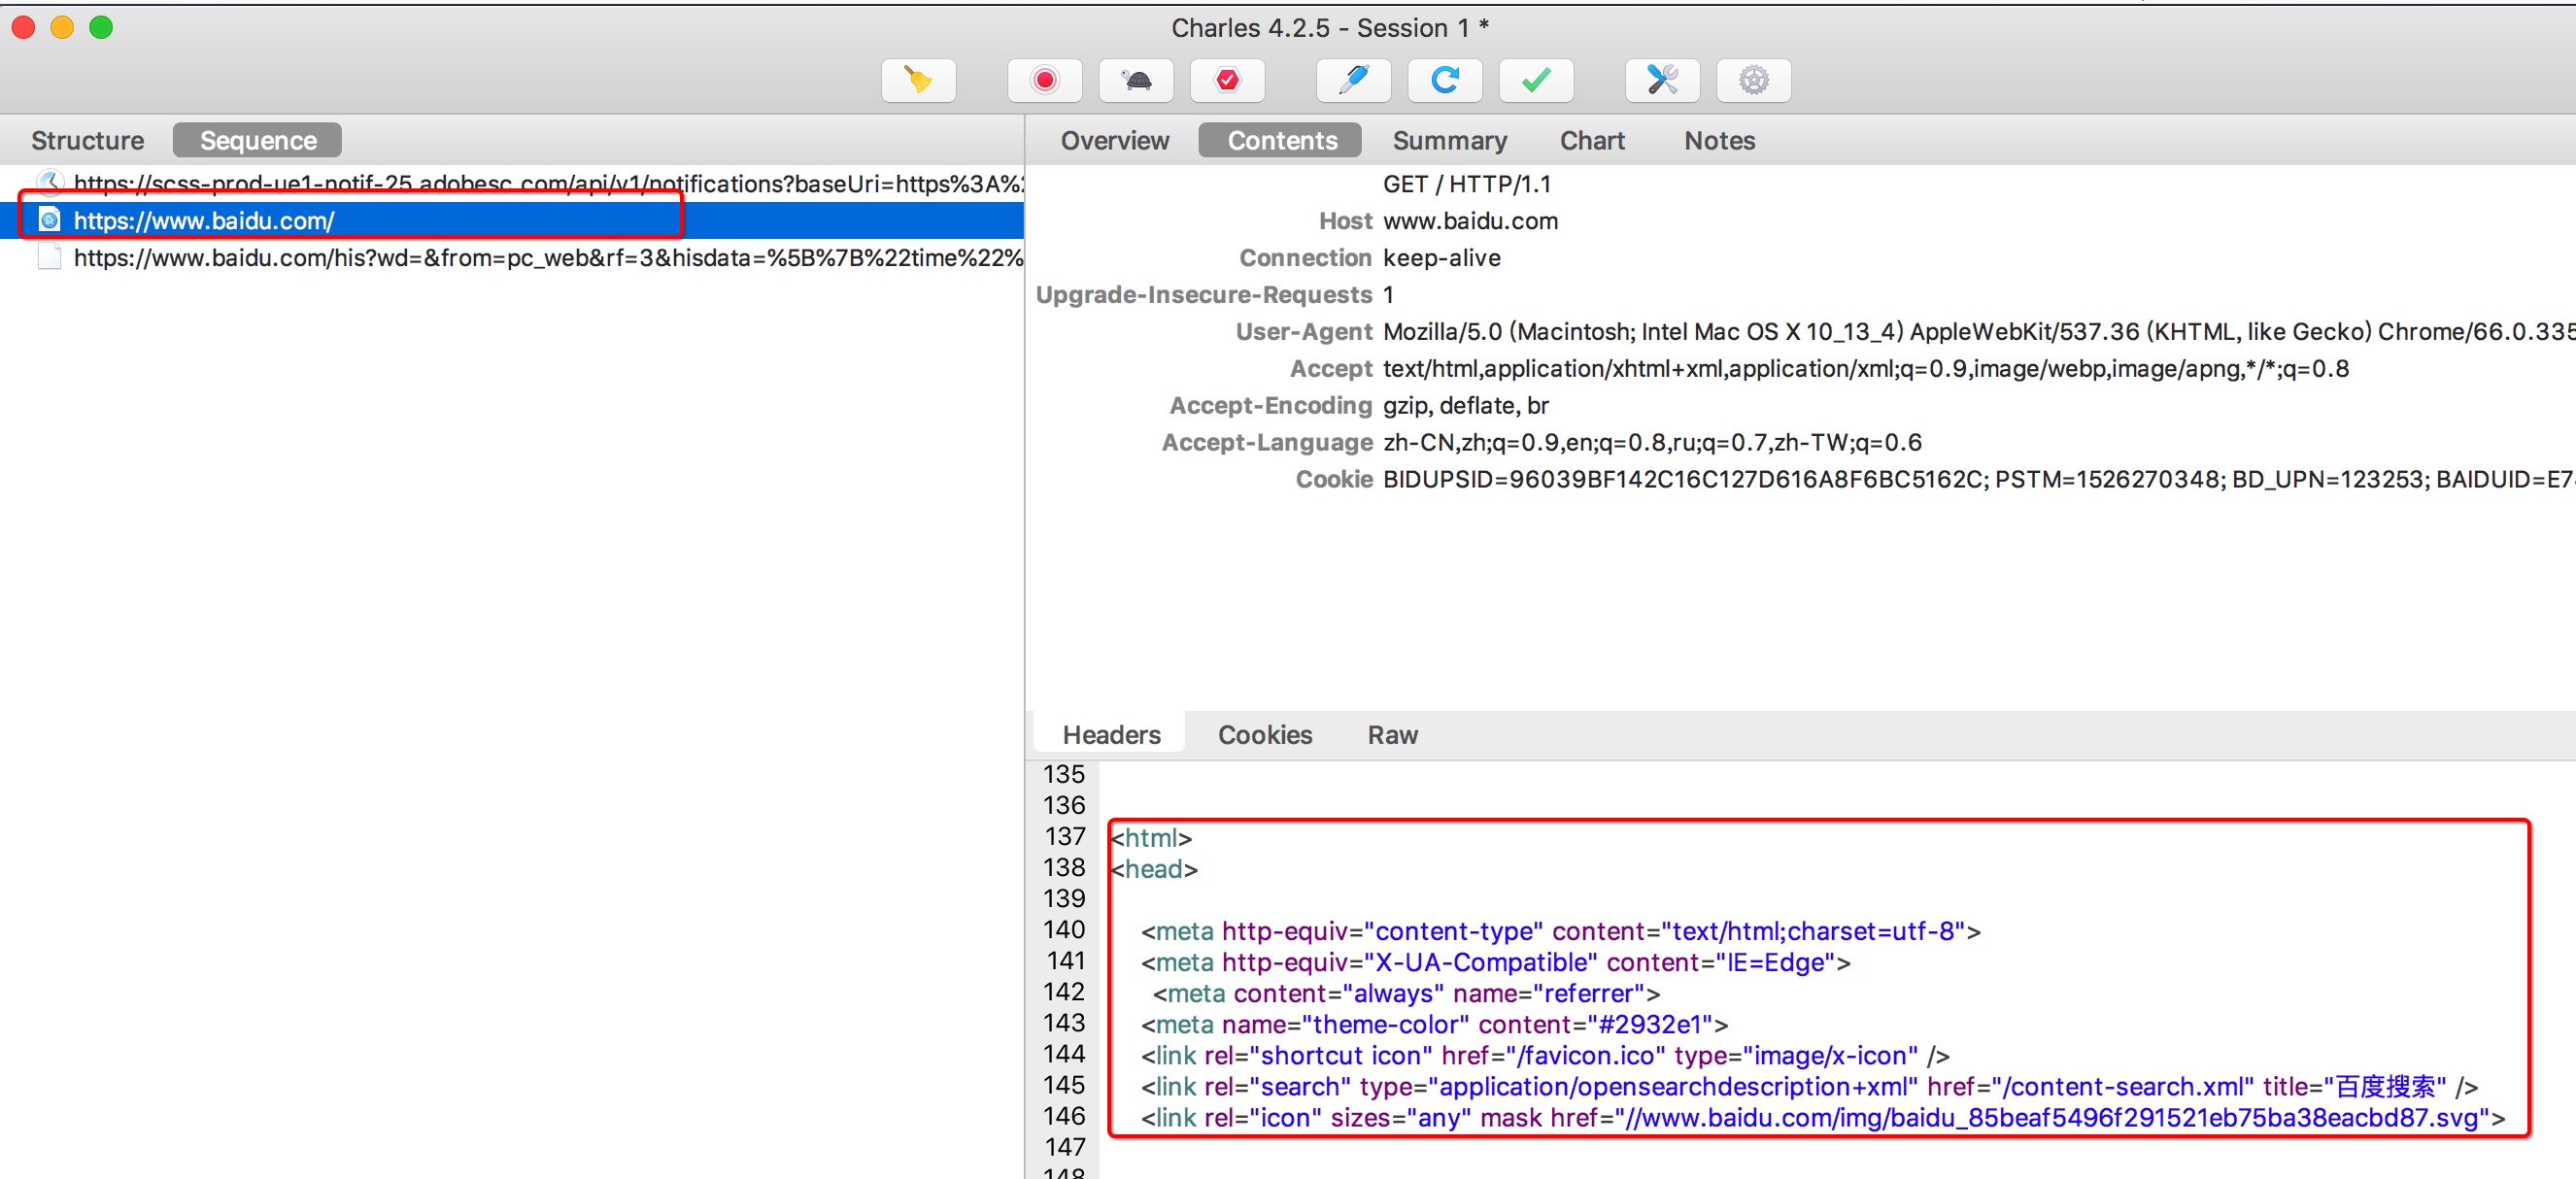 Charles 4.2.5 - Session 1 *
Structure Sequence
Overview Contents Summary Chart Notes
https://scss-prod-ue1-notif-25.adobesc.com/api/v1/notifications?baseUri=https%3A%
https://www.baidu.com/
https://www.baidu.com/his?wd=&from=pc_web&rf=3&hisdata=%5B%7B%22time%22%
GET / HTTP/1.1
Host www.baidu.com
Connection keep-alive
Upgrade-Insecure-Requests 1
User-Agent Mozilla/5.0 (Macintosh; Intel Mac OS X 10_13_4) AppleWebKit/537.36 (KHTML, like Gecko) Chrome/66.0.335
Accept text/html,application/xhtml+xml,application/xml;q=0.9,image/webp,image/apng,*/*;q=0.8
Accept-Encoding gzip, deflate, br
Accept-Language zh-CN,zh;q=0.9,en;q=0.8,ru;q=0.7,zh-TW;q=0.6
Cookie BIDUPSID=96039BF142C16C127D616A8F6BC5162C; PSTM=1526270348; BD_UPN=123253; BAIDUID=E7
Headers Cookies Raw
135
136
137 <html>
138 <head>
139
140 <meta http-equiv="content-type" content="text/html;charset=utf-8">
141 <meta http-equiv="X-UA-Compatible" content="IE=Edge">
142 <meta content="always" name="referrer">
143 <meta name="theme-color" content="#2932e1">
144 <link rel="shortcut icon" href="/favicon.ico" type="image/x-icon" />
145 <link rel="search" type="application/opensearchdescription+xml" href="/content-search.xml" title="百度搜索" />
146 <link rel="icon" sizes="any" mask href="//www.baidu.com/img/baidu_85beaf5496f291521eb75ba38eacbd87.svg">
147
148